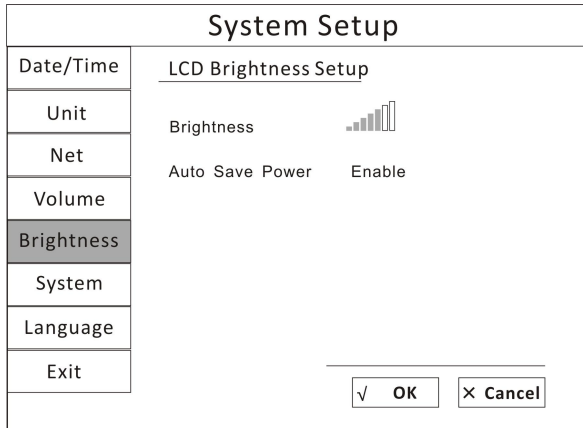 System Setup
Date/Time
Unit
Net
Volume
Brightness
System
Language
Exit
LCD Brightness Setup
Brightness
Auto Save Power Enable
√ OK
× Cancel